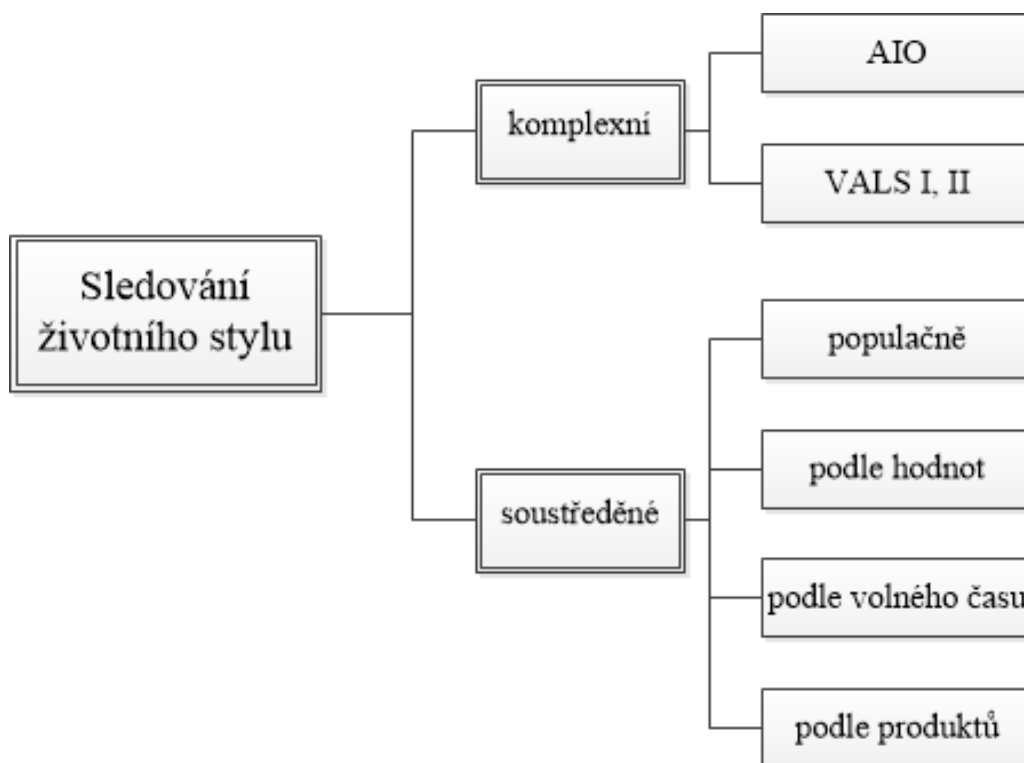 AIO
komplexní
VALS I, II
Sledování
životního stylu
populačně
podle hodnot
soustředěné
podle volného času
podle produktů